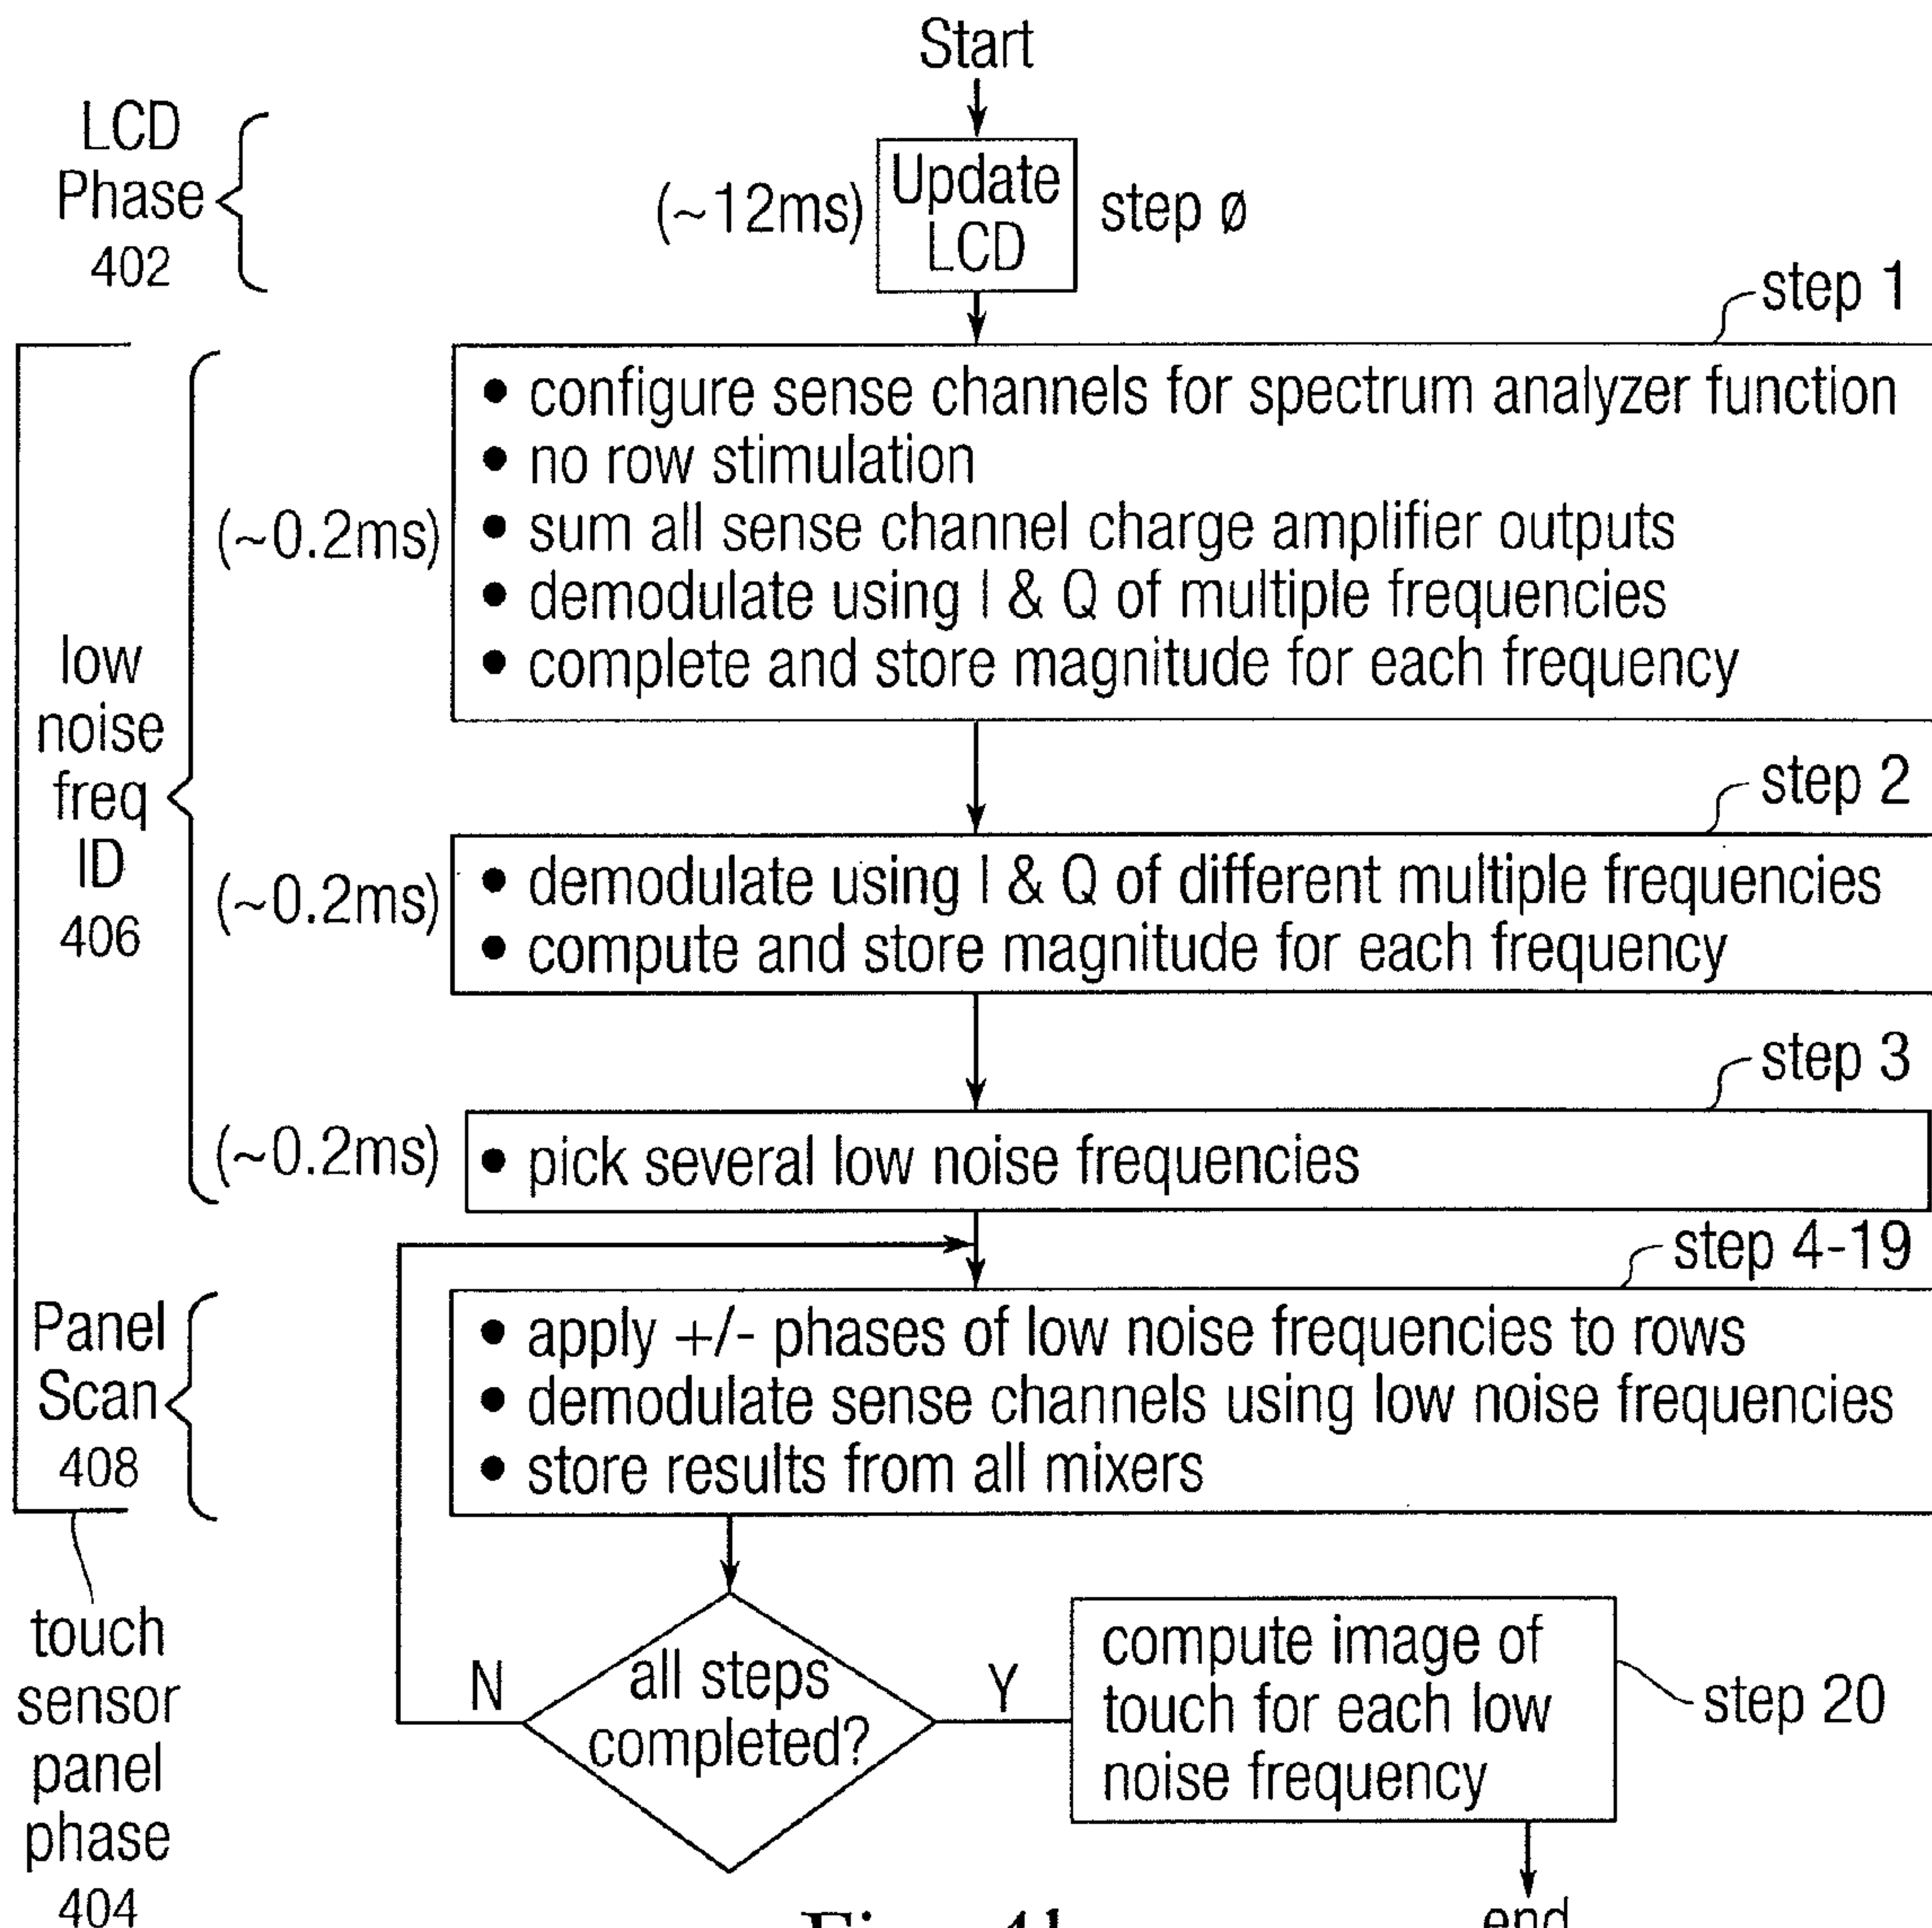 Start
LCD
Phase
402
(~12ms)
Update
LCD
step ø
step 1
• configure sense channels for spectrum analyzer function
• no row stimulation
• sum all sense channel charge amplifier outputs
• demodulate using I & Q of multiple frequencies
• complete and store magnitude for each frequency
(~0.2ms)
low
noise
freq
ID
406
step 2
(~0.2ms)
• demodulate using I & Q of different multiple frequencies
• compute and store magnitude for each frequency
step 3
(~0.2ms)
• pick several low noise frequencies
step 4-19
Panel
Scan
408
• apply +/- phases of low noise frequencies to rows
• demodulate sense channels using low noise frequencies
• store results from all mixers
touch
sensor
panel
phase
404
N
all steps
completed?
Y
compute image of
touch for each low
noise frequency
step 20
end